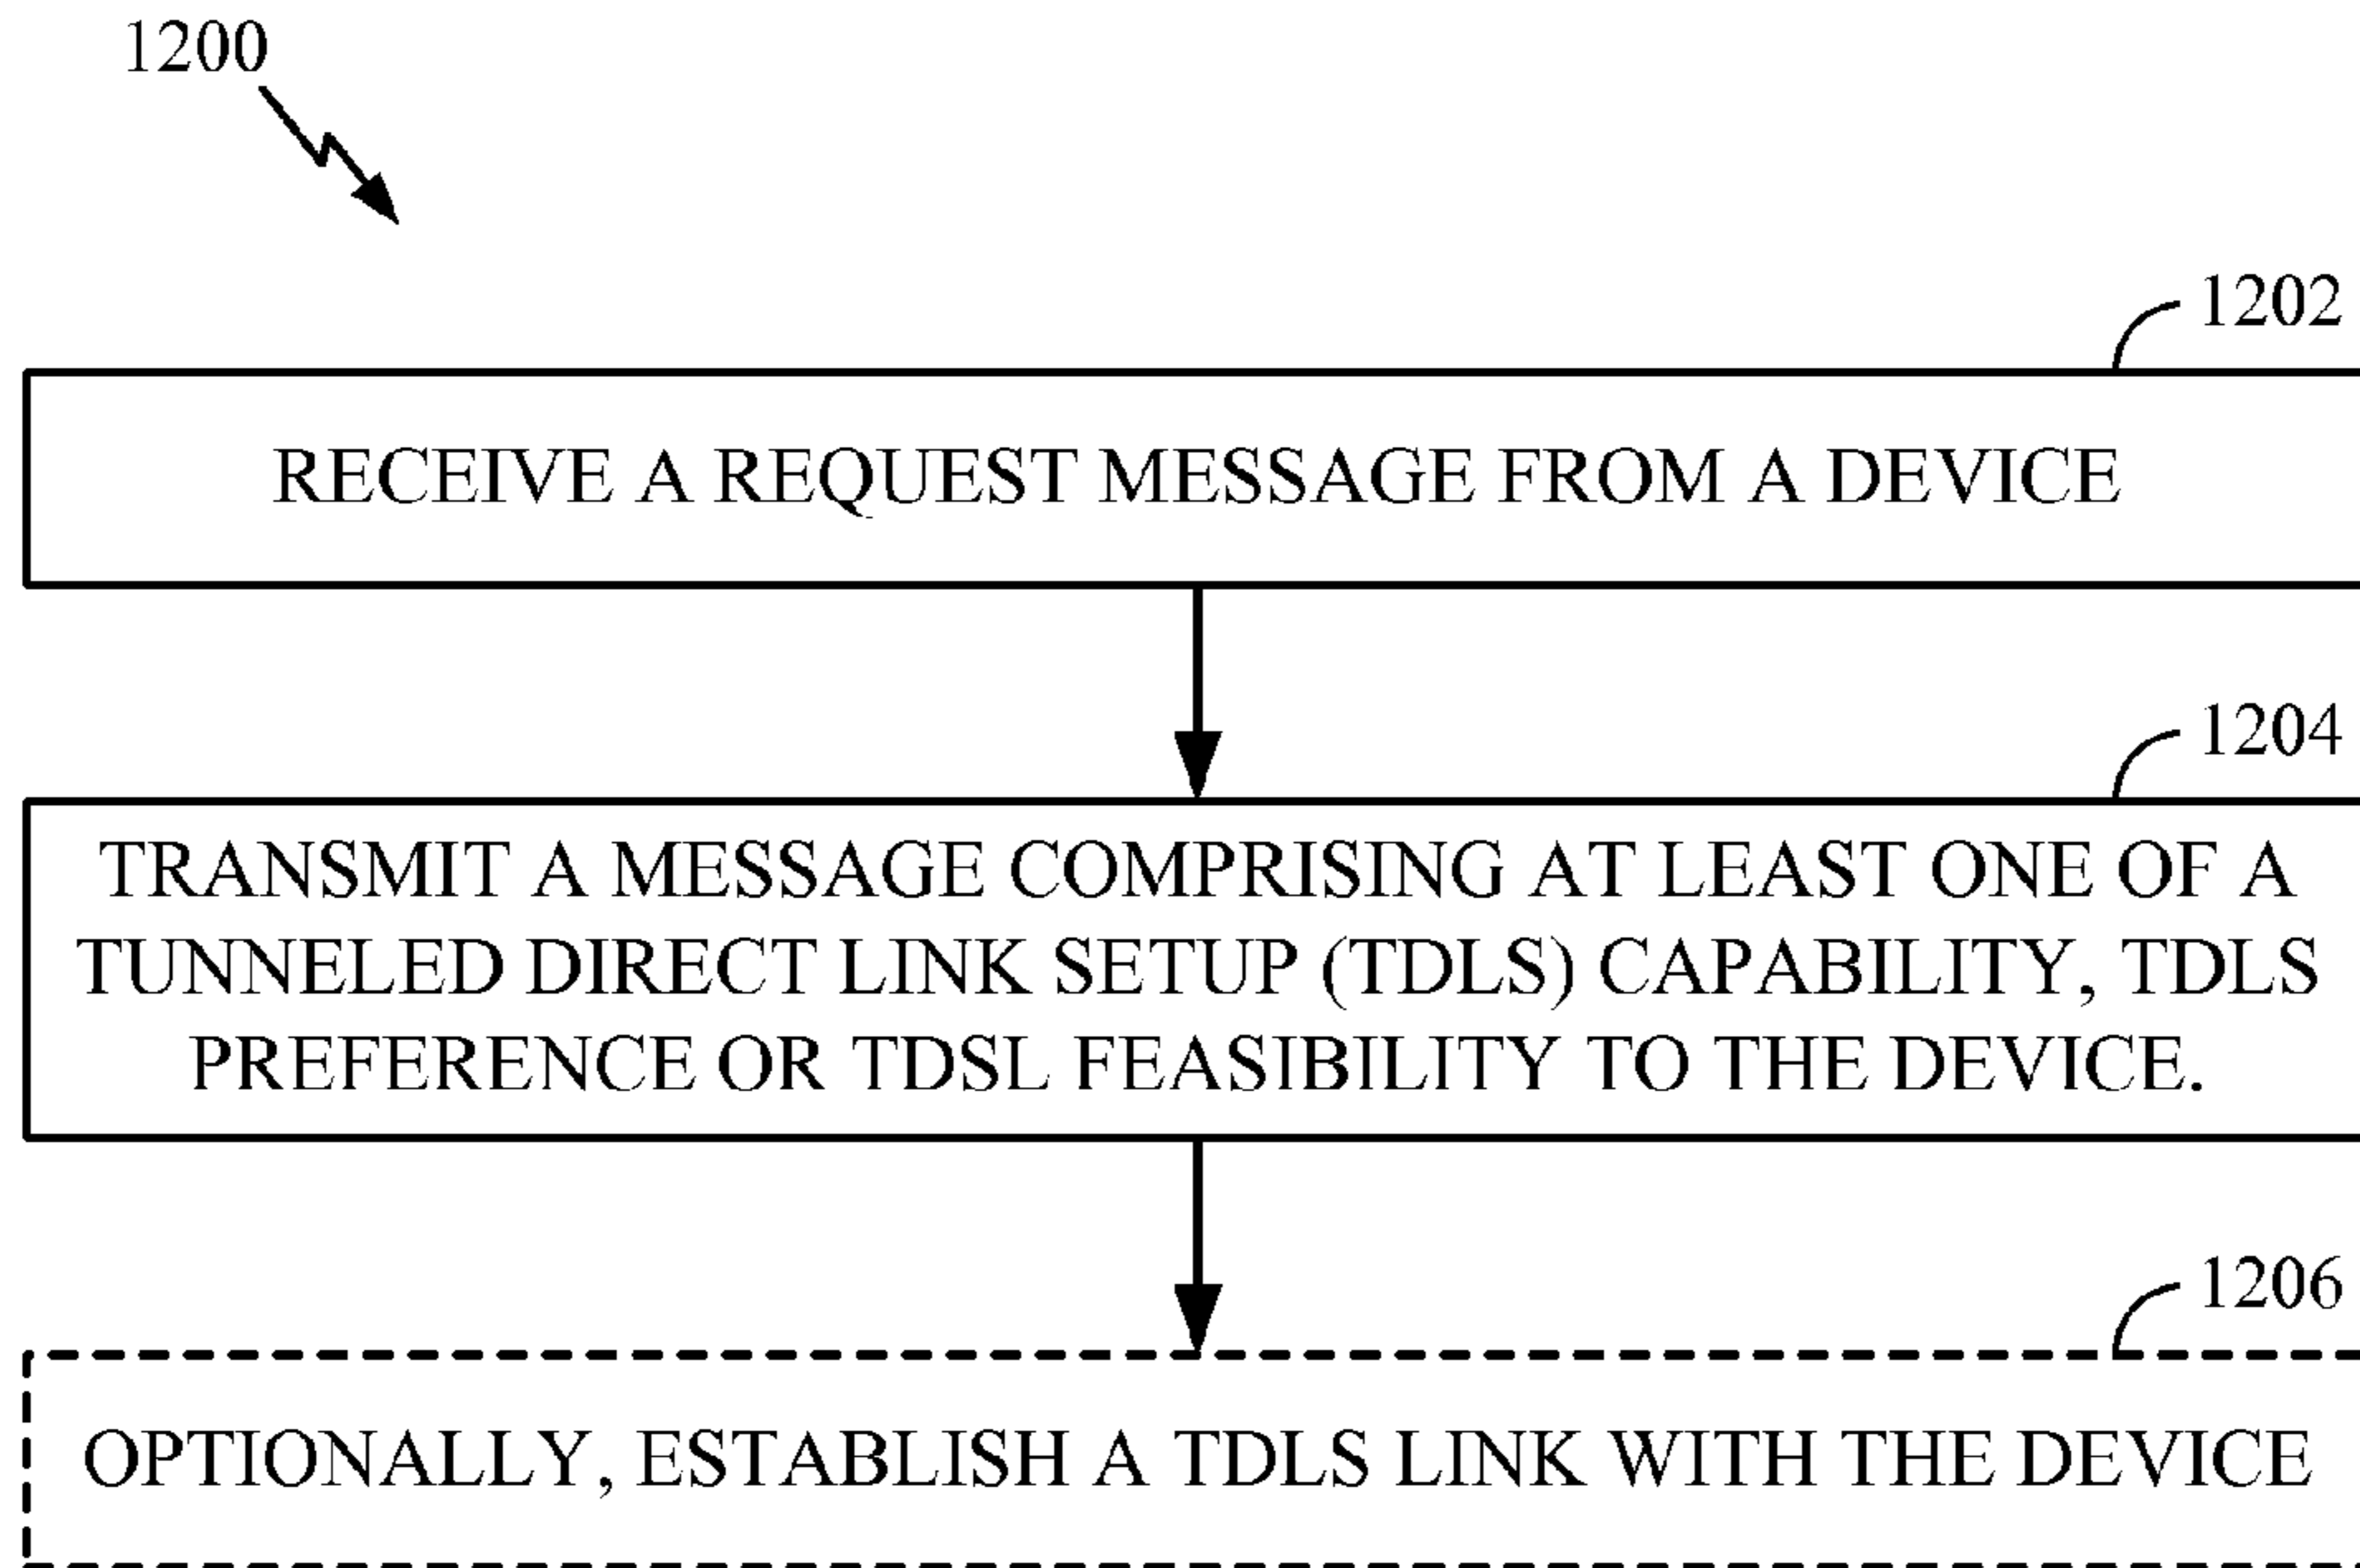 1200
1202
RECEIVE A REQUEST MESSAGE FROM A DEVICE
1204
TRANSMIT A MESSAGE COMPRISING AT LEAST ONE OF A
TUNNELED DIRECT LINK SETUP (TDLS) CAPABILITY, TDLS
PREFERENCE OR TDSL FEASIBILITY TO THE DEVICE.
1206
OPTIONALLY, ESTABLISH A TDLS LINK WITH THE DEVICE